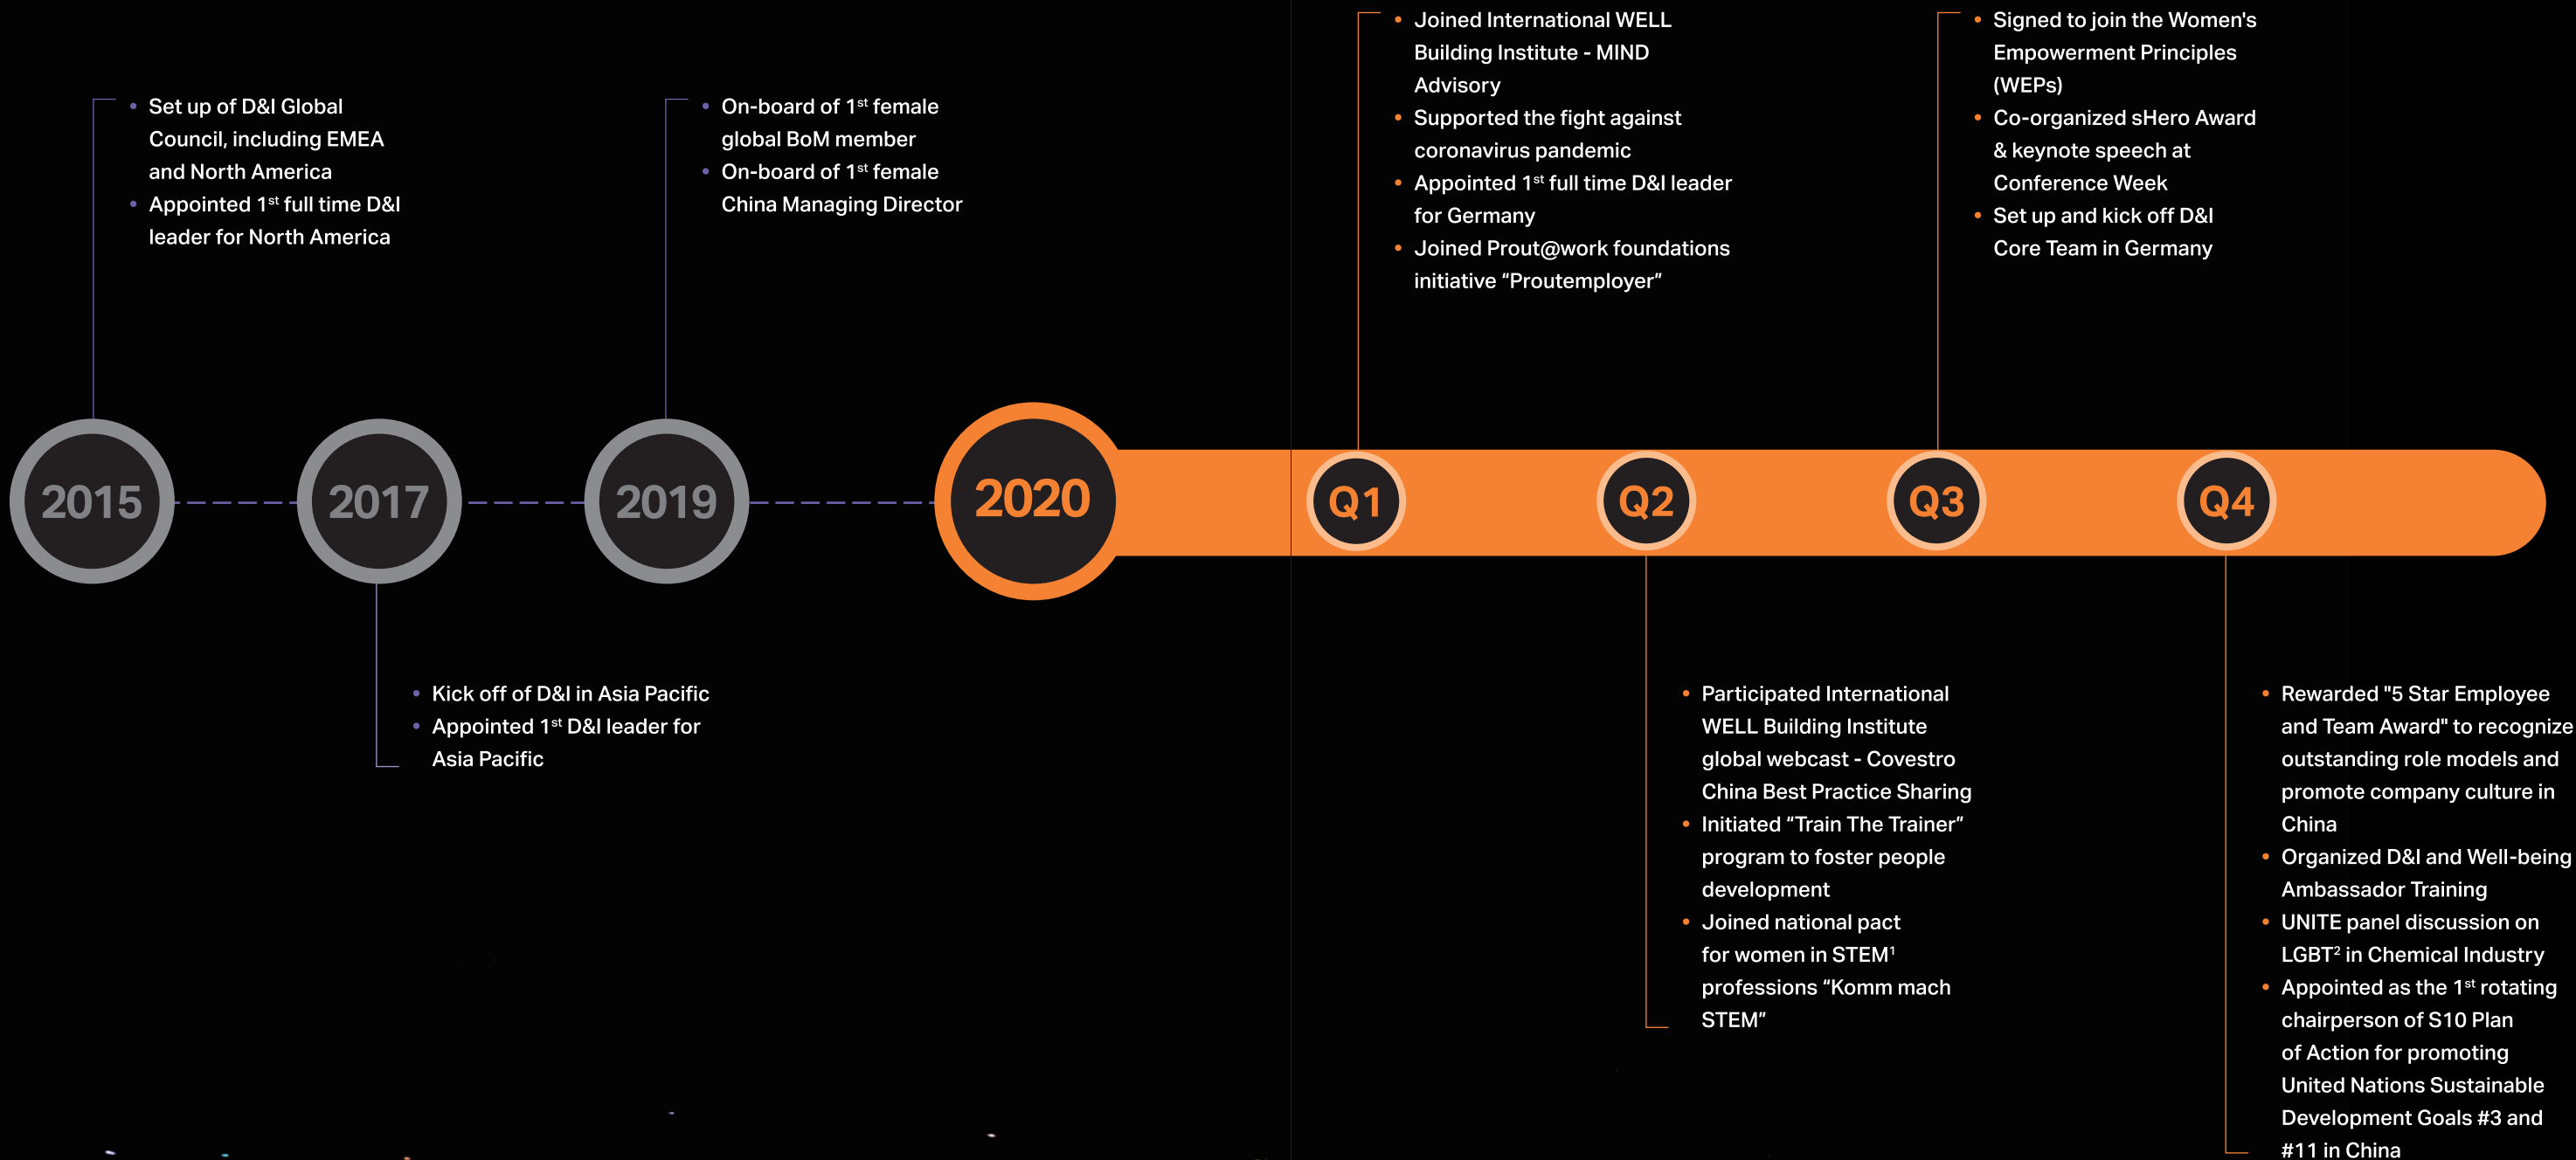 • Set up of D&I Global
Council, including EMEA
and North America
• Appointed 1st full time D&I
leader for North America
• On-board of 1st female
global BoM member
• On-board of 1st female
China Managing Director
• Joined International WELL
Building Institute - MIND
Advisory
• Supported the fight against
coronavirus pandemic
• Appointed 1st full time D&I leader
for Germany
• Joined Prout@work foundations
initiative “Proutemployer”
• Signed to join the Women's
Empowerment Principles
(WEPs)
• Co-organized sHero Award
& keynote speech at
Conference Week
• Set up and kick off D&I
Core Team in Germany
2015
2017
2019
2020
Q1
Q2
Q3
Q4
• Kick off of D&I in Asia Pacific
• Appointed 1st D&I leader for
Asia Pacific
• Participated International
WELL Building Institute
global webcast - Covestro
China Best Practice Sharing
• Initiated “Train The Trainer”
program to foster people
development
• Joined national pact
for women in STEM1
professions “Komm mach
STEM”
• Rewarded "5 Star Employee
and Team Award" to recognize
outstanding role models and
promote company culture in
China
• Organized D&I and Well-being
Ambassador Training
• UNITE panel discussion on
LGBT2 in Chemical Industry
• Appointed as the 1st rotating
chairperson of S10 Plan
of Action for promoting
United Nations Sustainable
Development Goals #3 and
#11 in China